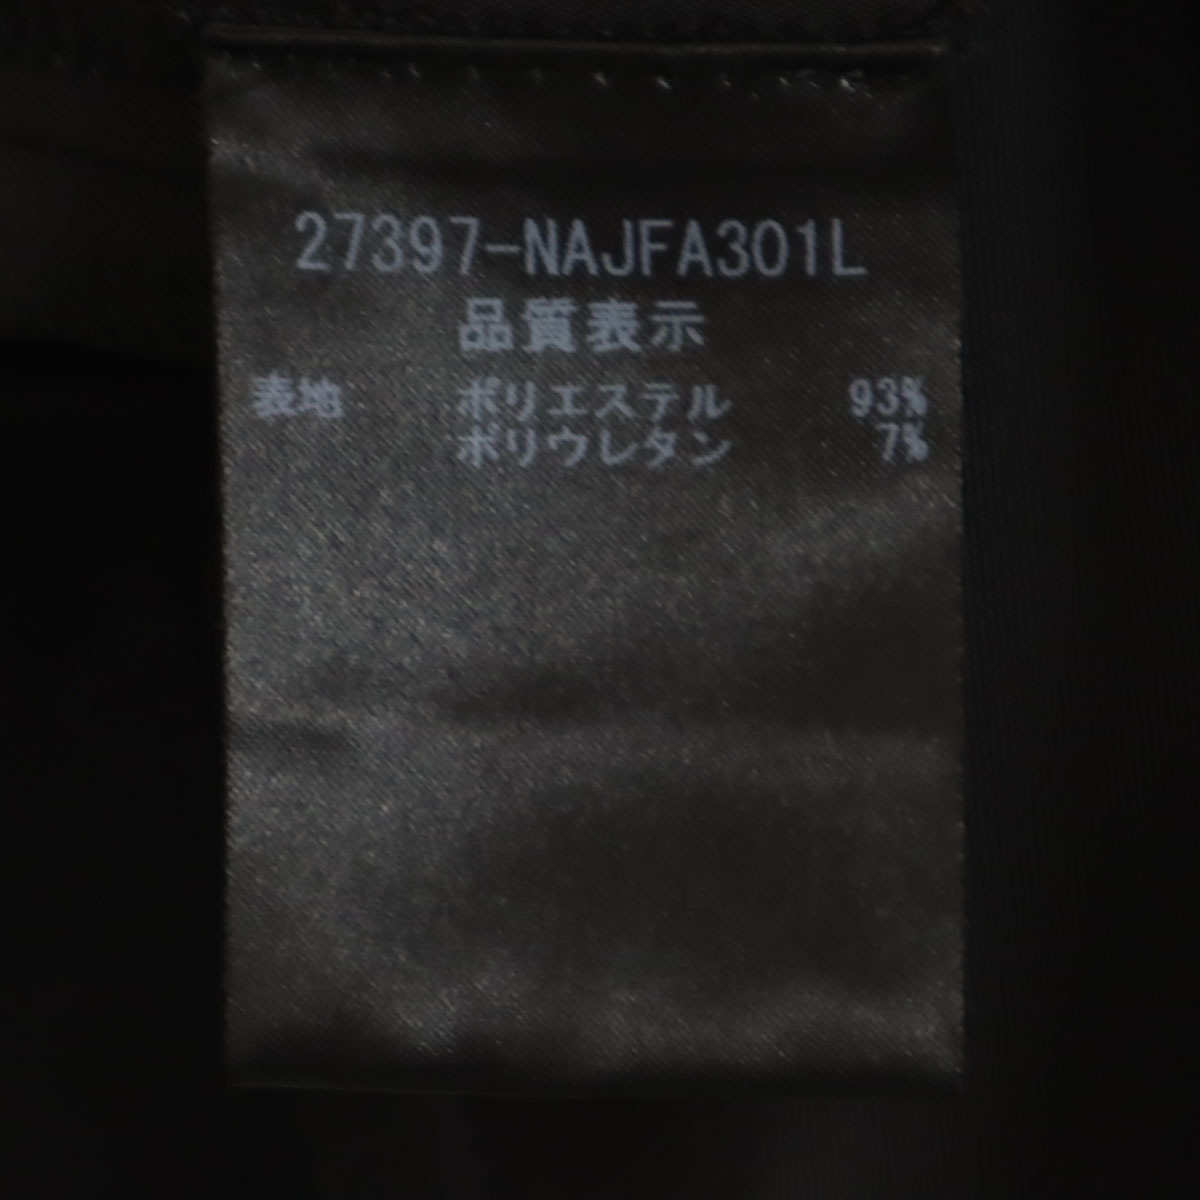 27397-NAJFA301L
品質表示
表地 ポリエステル 93%
ポリウレタン 7%